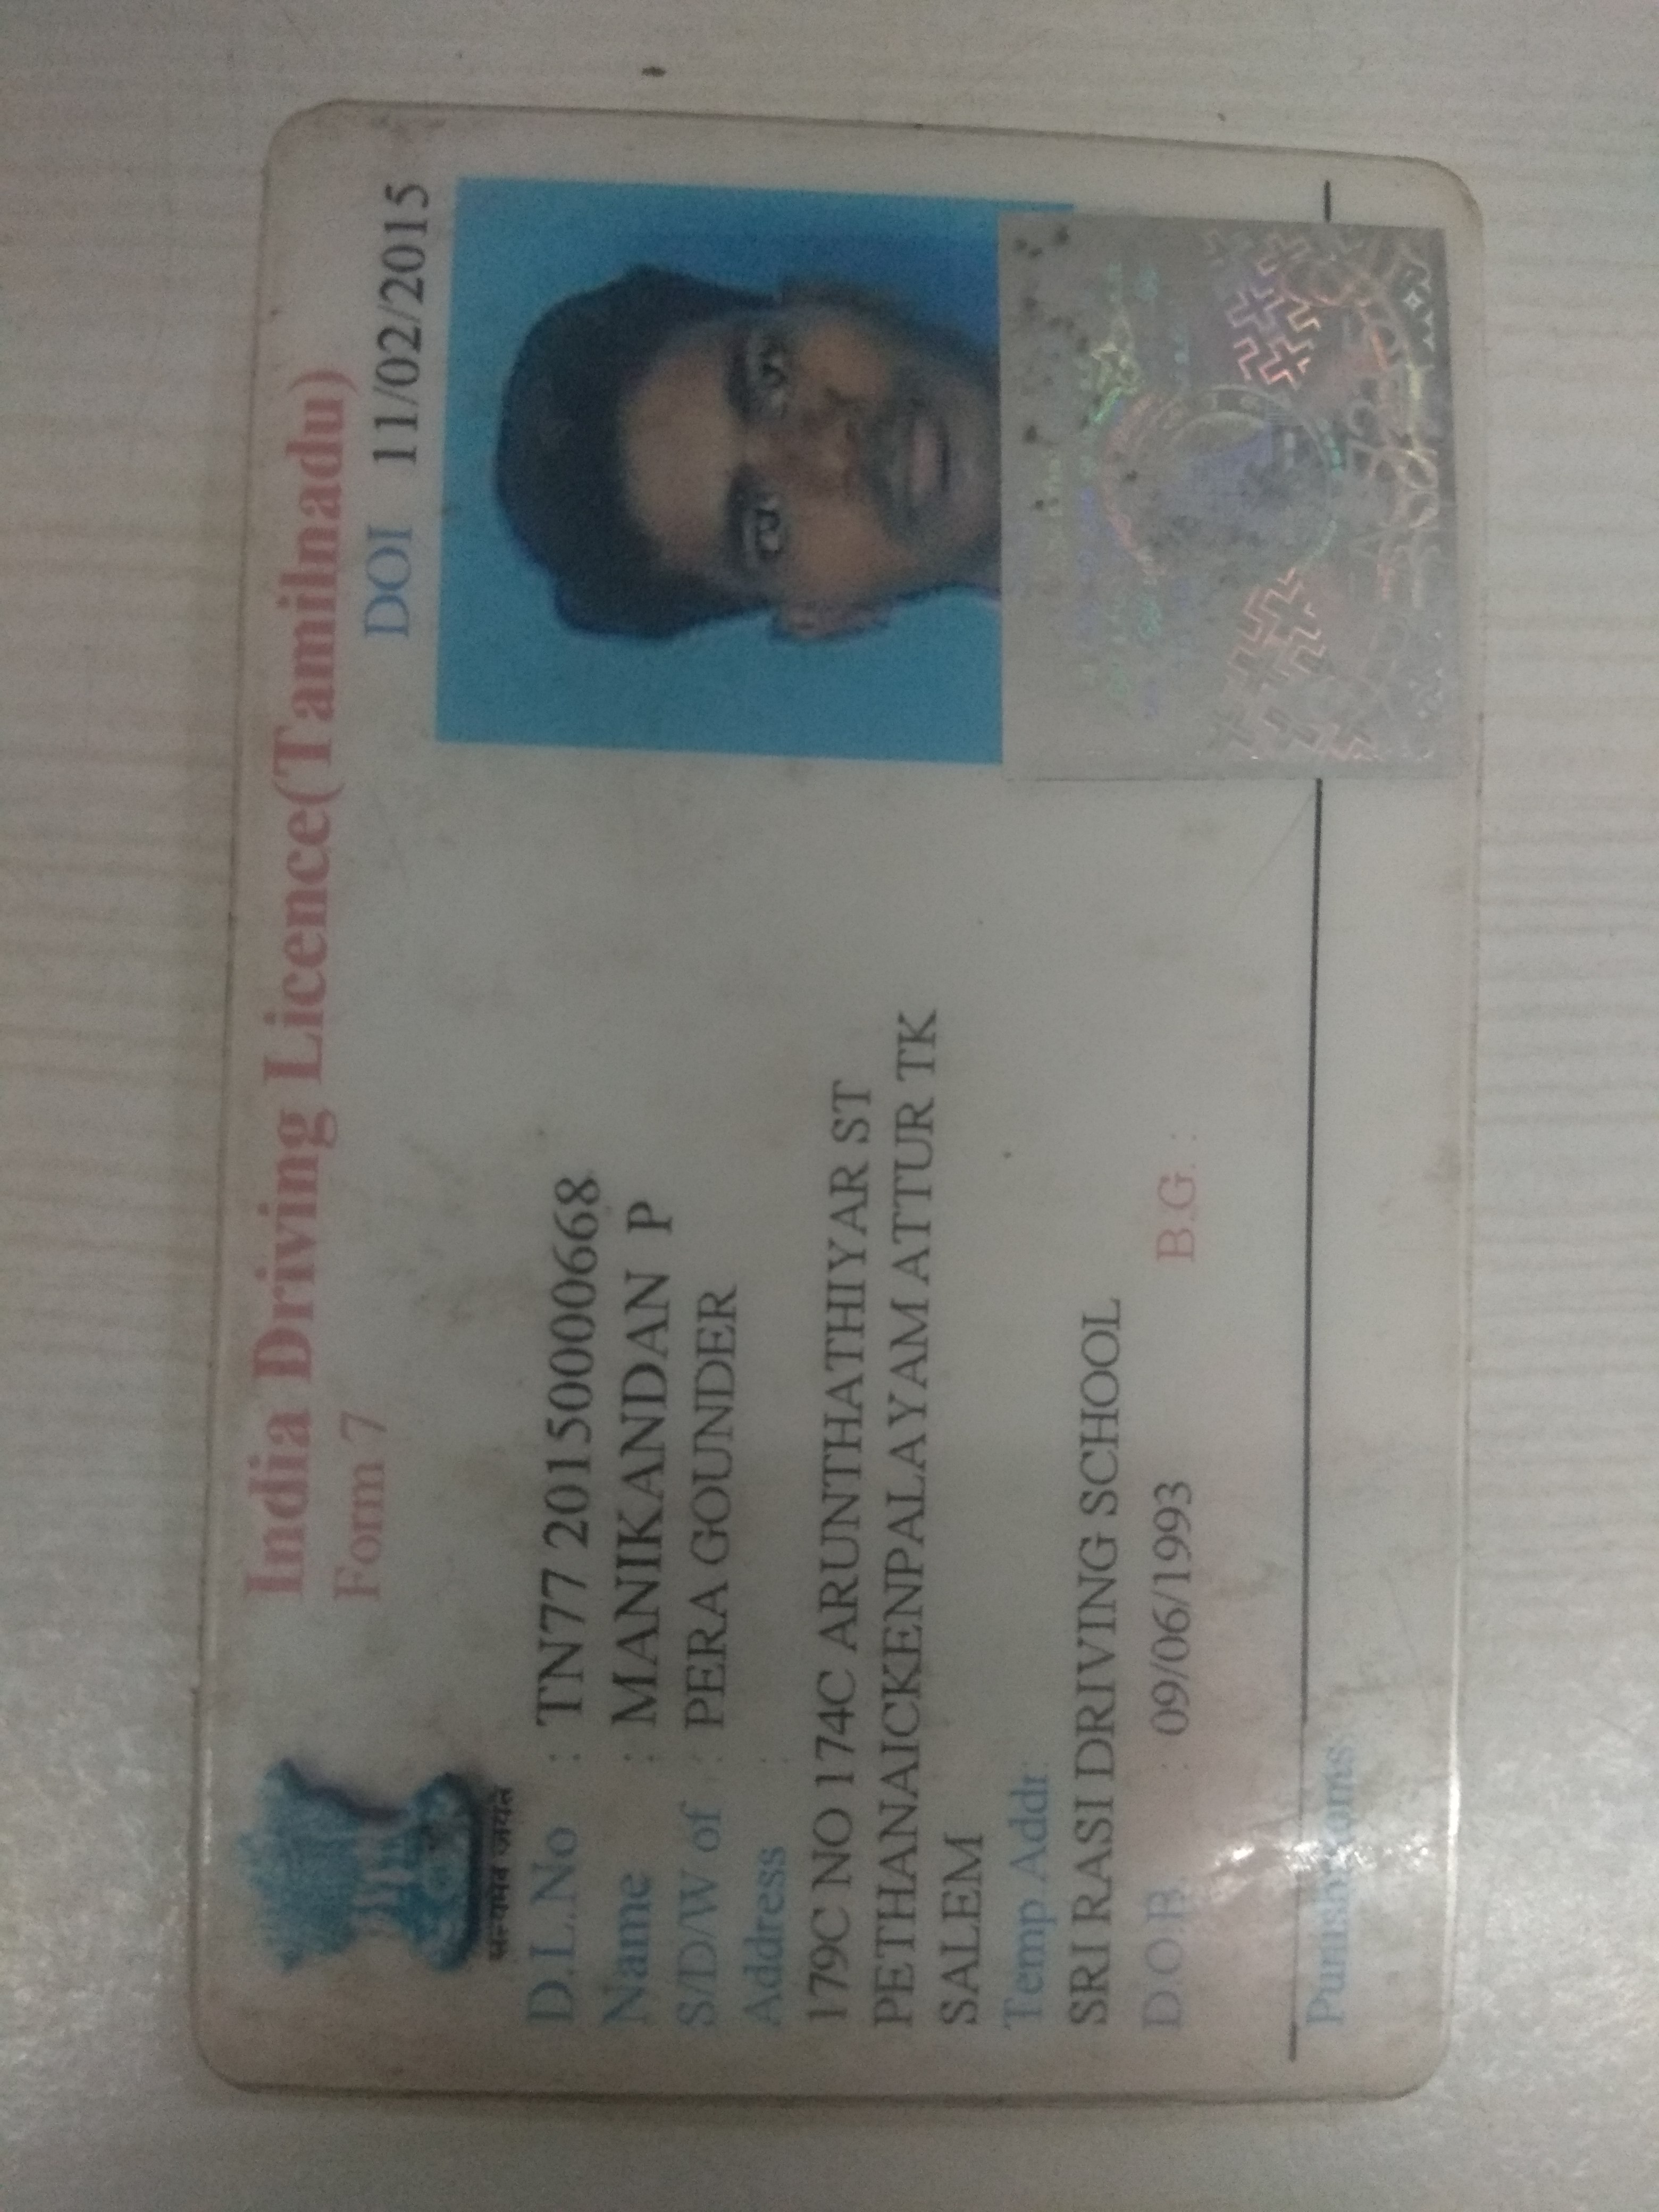 India Driving Licence(Tamilnadu)
Form 7
DOI 11/02/2015
सत्यमेव जयते
D.L.No : TN77 20150000668
Name : MANIKANDAN P
S/D/W of : PERA GOUNDER
Address :
179C NO 174C ARUNTHATHIYAR ST
PETHANAICKENPALAYAM ATTUR TK
SALEM
Temp Addr:
SRI RASI DRIVING SCHOOL
D.O.B. : 09/06/1993 B.G. :